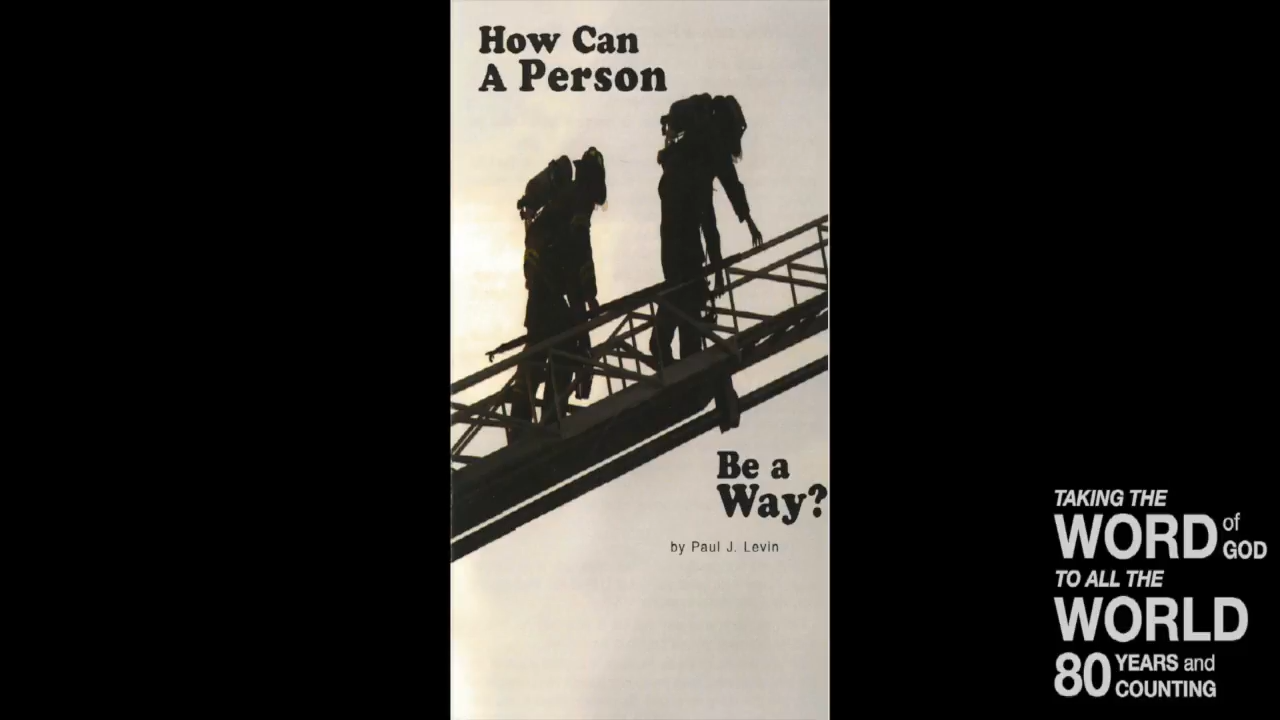 How Can
A Person
Be a
Way?
by Paul J. Levin
TAKING THE
WORD of GOD
TO ALL THE
WORLD
80 YEARS and
COUNTING